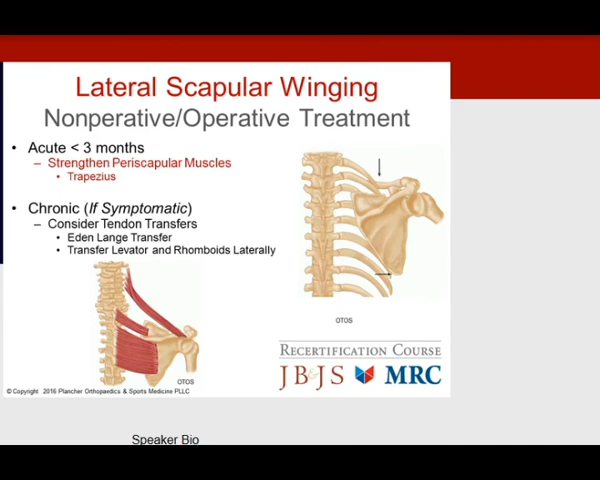 Lateral Scapular Winging
Nonperative/Operative Treatment
• Acute < 3 months
– Strengthen Periscapular Muscles
• Trapezius
• Chronic (If Symptomatic)
– Consider Tendon Transfers
• Eden Lange Transfer
• Transfer Levator and Rhomboids Laterally
OTOS
OTOS
RECERTIFICATION COURSE
JB&JS MRC
© Copyright 2016 Plancher Orthopaedics & Sports Medicine PLLC
Speaker Bio